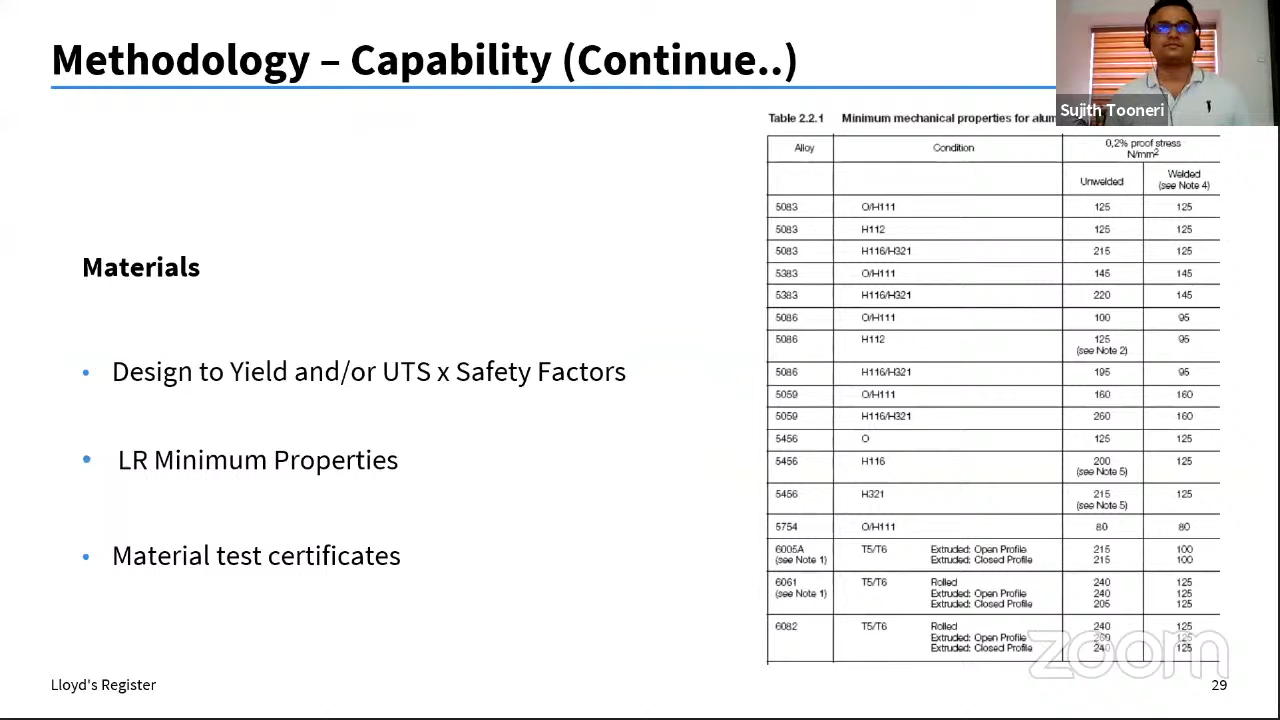 Methodology – Capability (Continue..)
Sujith Tooneri
Materials
• Design to Yield and/or UTS x Safety Factors
• LR Minimum Properties
• Material test certificates
Table 2.2.1 Minimum mechanical properties for
Alloy Condition 0,2% proof stress
N/mm2
Unwelded Welded
(see Note 4)
5083 O/H111 125 125
5083 H112 125 125
5083 H116/H321 215 125
5383 O/H111 145 145
5383 H116/H321 220 145
5086 O/H111 100 95
5086 H112 125 95
(see Note 2)
5086 H116/H321 195 95
5059 O/H111 160 160
5059 H116/H321 260 160
5456 O 125 125
5456 H116 200 125
(see Note 5)
5456 H321 215 125
(see Note 5)
5754 O/H111 80 80
6005A T5/T6 Extruded: Open Profile 215 100
(see Note 1) Extruded: Closed Profile 215 100
6061 T5/T6 Rolled 240 125
(see Note 1) Extruded: Open Profile 240 125
Extruded: Closed Profile 205 125
6082 T5/T6 Rolled 240 125
Extruded: Open Profile 260 125
Extruded: Closed Profile 240 125
zoom
Lloyd's Register
29